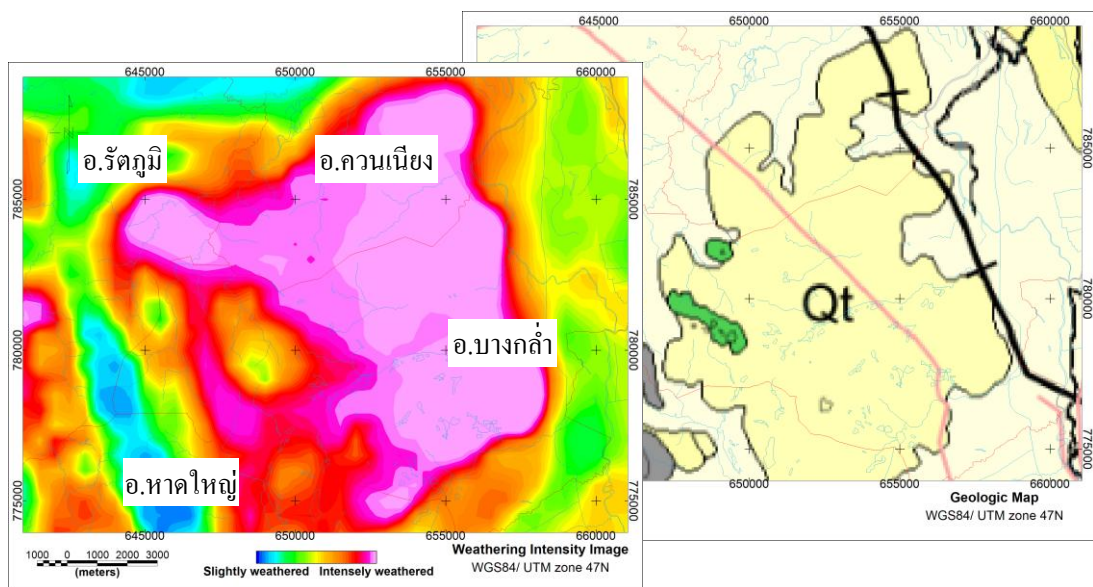 645000 650000 655000 660000
อ.รัตภูมิ
อ.ควนเนียง
785000
785000
780000
780000
อ.บางกล่ำ
อ.หาดใหญ่
775000
775000
645000 650000 655000 660000
1000 0 1000 2000 3000
(meters)
Slightly weathered Intensely weathered
Weathering Intensity Image
WGS84/ UTM zone 47N
645000 650000 655000 660000
785000
780000
Qt
775000
650000 655000 660000
Geologic Map
WGS84/ UTM zone 47N